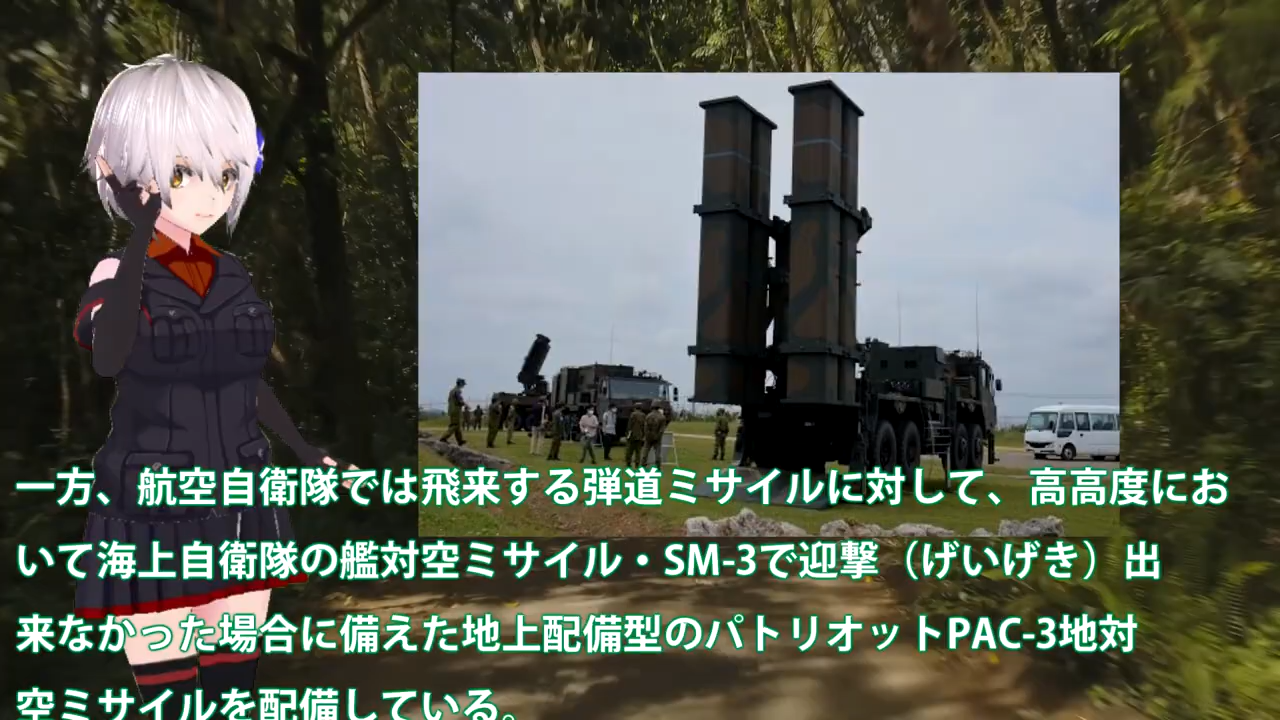 一方、航空自衛隊では飛来する弾道ミサイルに対して、高高度にお
いて海上自衛隊の艦対空ミサイル・SM-3で迎撃（げいげき）出
来なかった場合に備えた地上配備型のパトリオットPAC-3地対
空ミサイルを配備している。